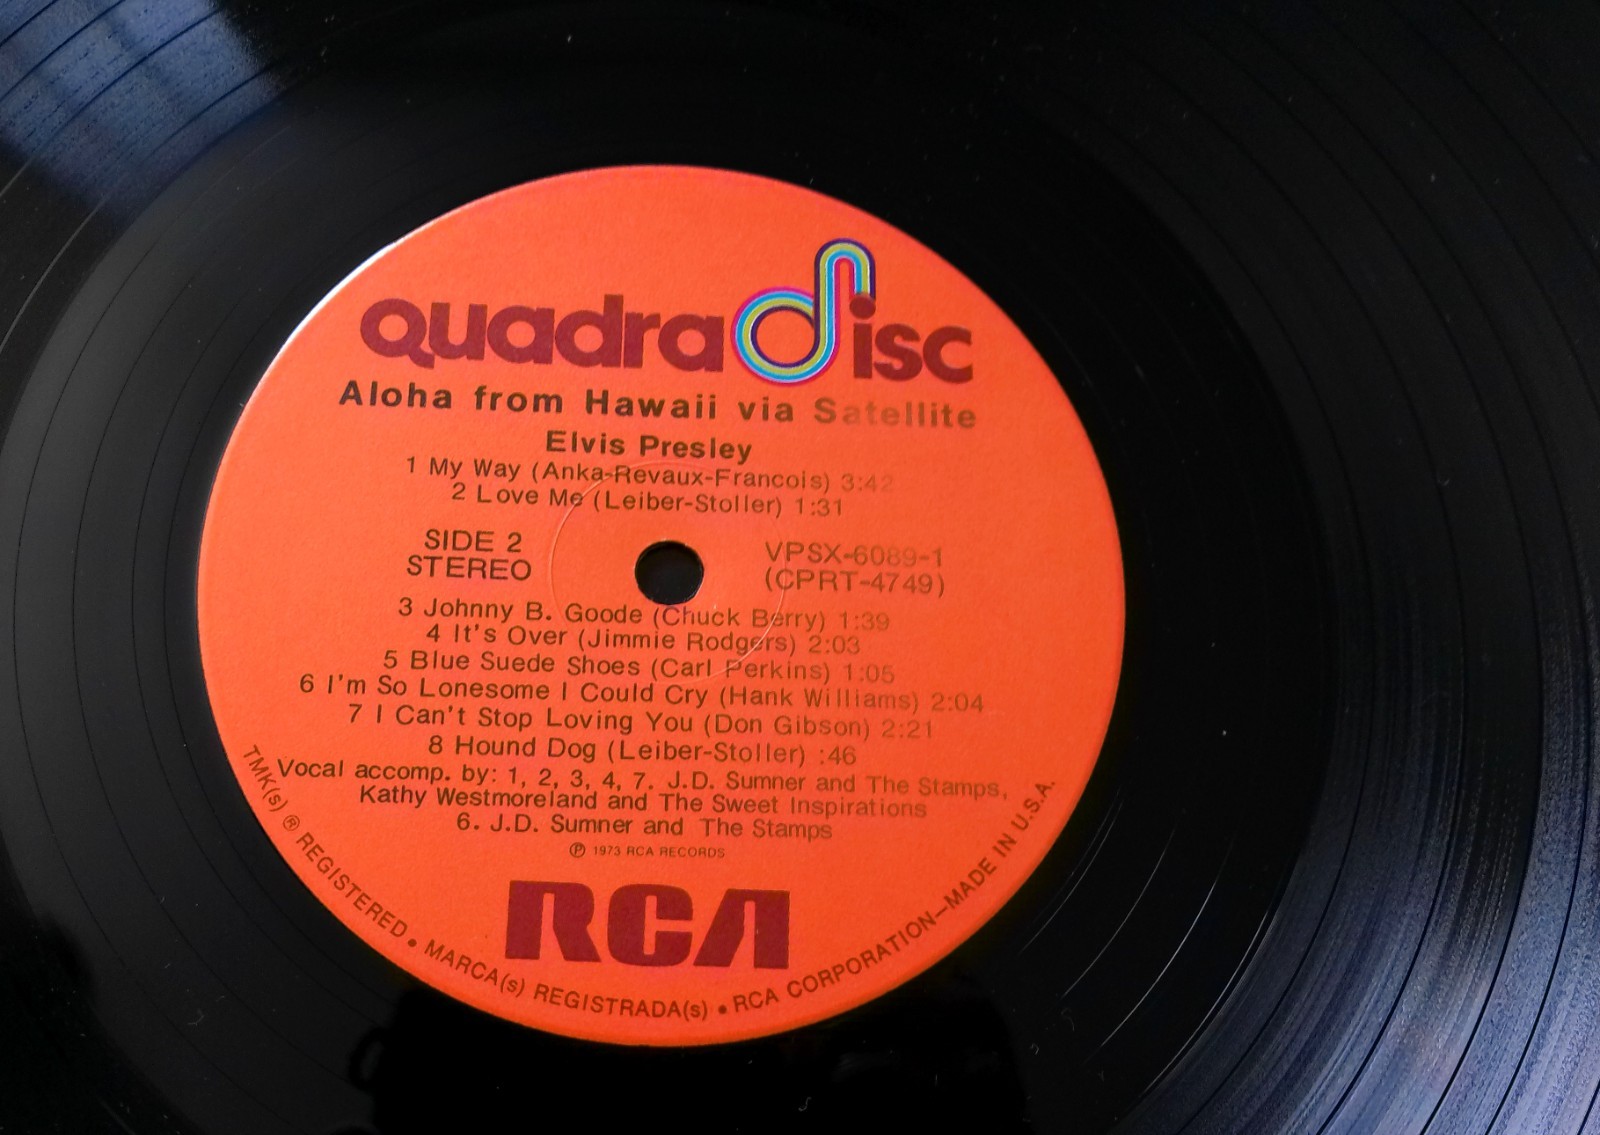 quadradisc
Aloha from Hawaii via Satellite
Elvis Presley
1 My Way (Anka-Revaux-Francois) 3:42
2 Love Me (Leiber-Stoller) 1:31
SIDE 2
STEREO
VPSX-6089-1
(CPRT-4749)
3 Johnny B. Goode (Chuck Berry) 1:39
4 It's Over (Jimmie Rodgers) 2:03
5 Blue Suede Shoes (Carl Perkins) 1:05
6 I'm So Lonesome I Could Cry (Hank Williams) 2:04
7 I Can't Stop Loving You (Don Gibson) 2:21
8 Hound Dog (Leiber-Stoller) :46
Vocal accomp. by: 1, 2, 3, 4, 7. J.D. Sumner and The Stamps,
Kathy Westmoreland and The Sweet Inspirations
6. J.D. Sumner and The Stamps
℗ 1973 RCA RECORDS
RCA
TMK(s) ® REGISTERED • MARCA(s) REGISTRADA(s) • RCA CORPORATION—MADE IN U.S.A.